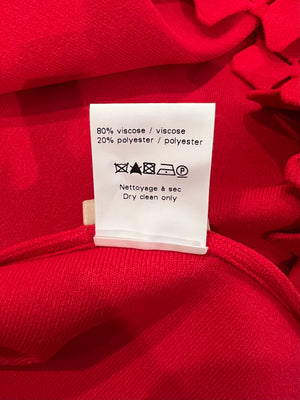 80% viscose / viscose
20% polyester / polyester
P
Nettoyage à sec
Dry clean only